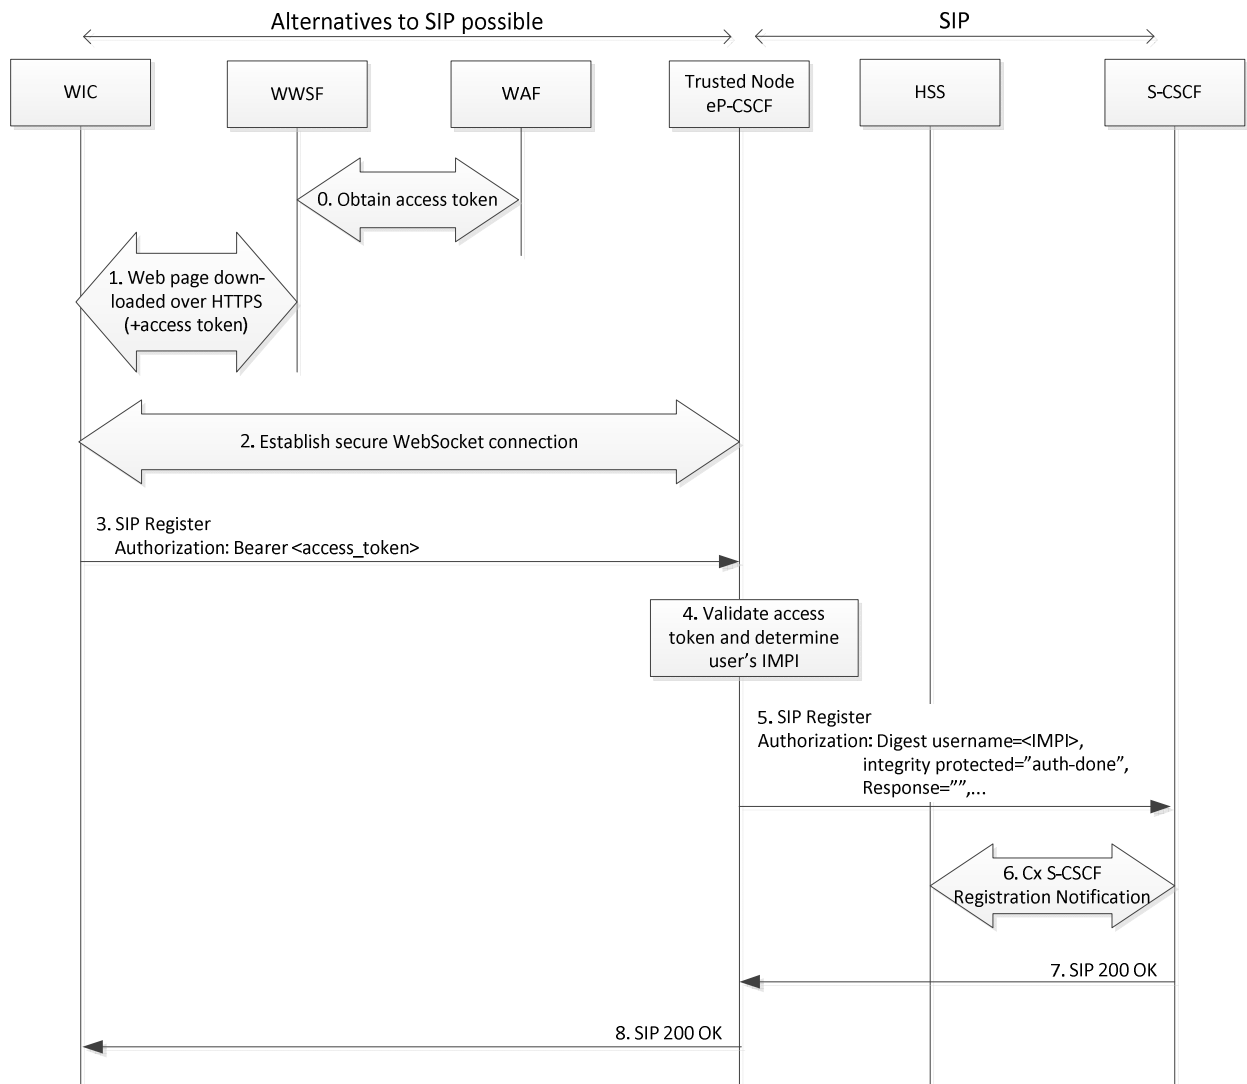 Alternatives to SIP possible
SIP
WIC
WWSF
WAF
Trusted Node
eP-CSCF
HSS
S-CSCF
0. Obtain access token
1. Web page down-
loaded over HTTPS
(+access token)
2. Establish secure WebSocket connection
3. SIP Register
Authorization: Bearer <access_token>
4. Validate access
token and determine
user’s IMPI
5. SIP Register
Authorization: Digest username=<IMPI>,
integrity protected=”auth-done”,
Response=””,...
6. Cx S-CSCF
Registration Notification
7. SIP 200 OK
8. SIP 200 OK